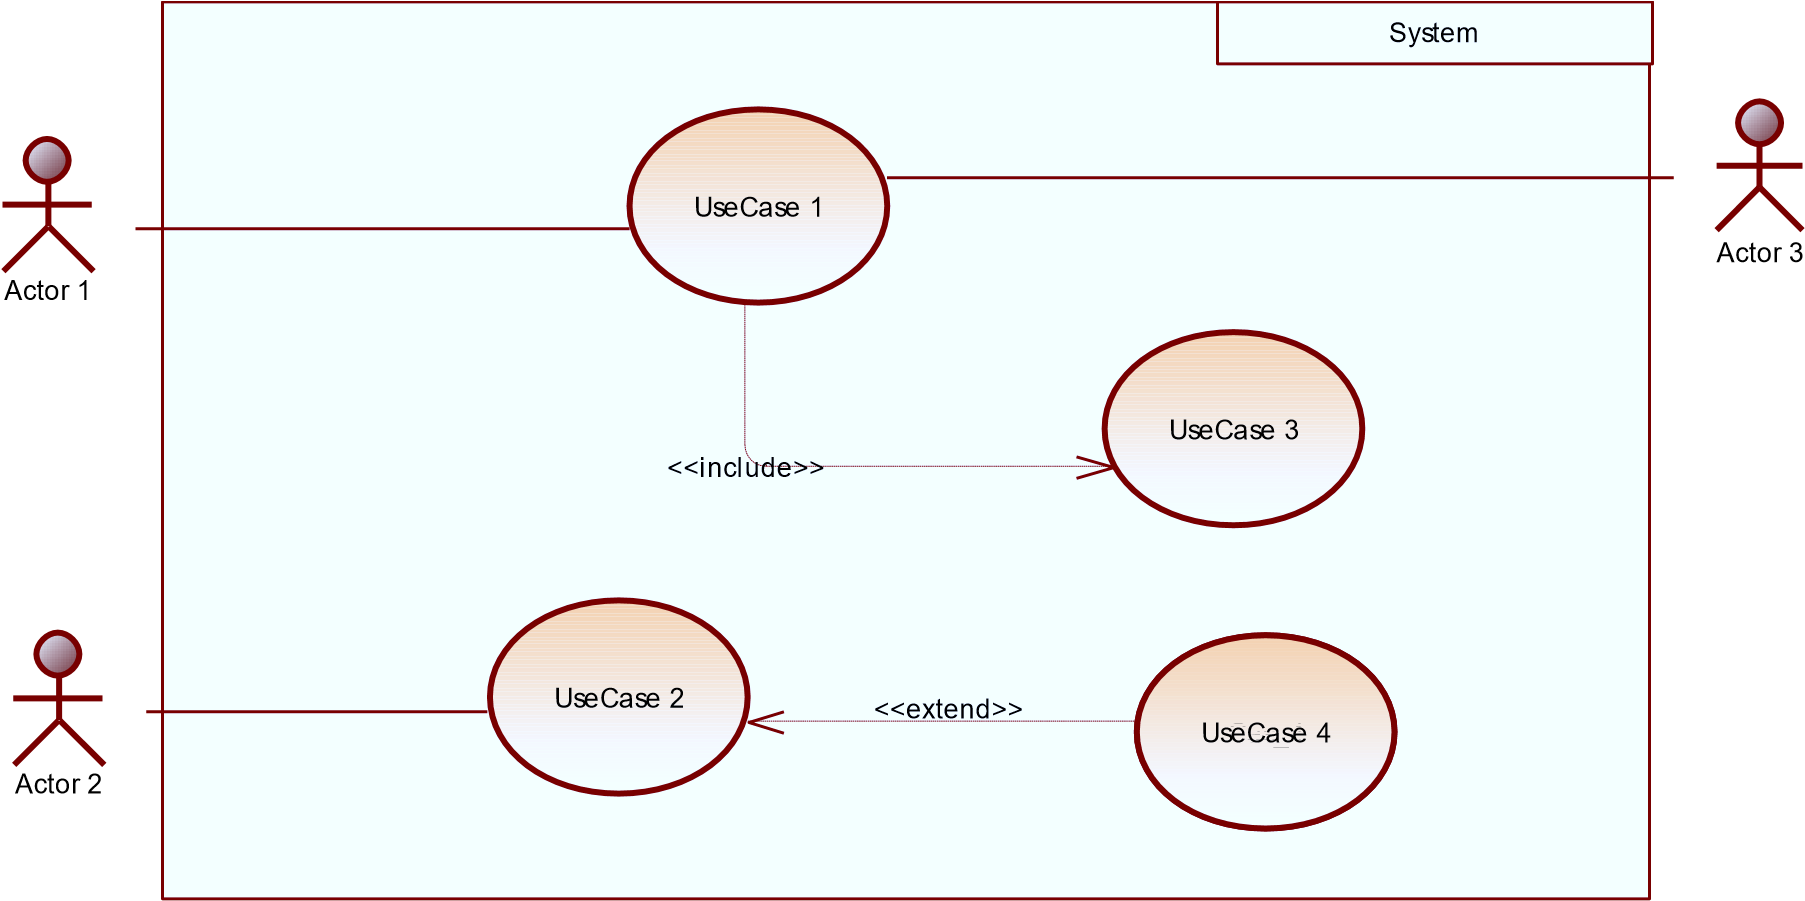 System
UseCase 1
Actor 3
Actor 1
UseCase 3
<<include>>
UseCase 2
<<extend>>
UseCase 4
Actor 2